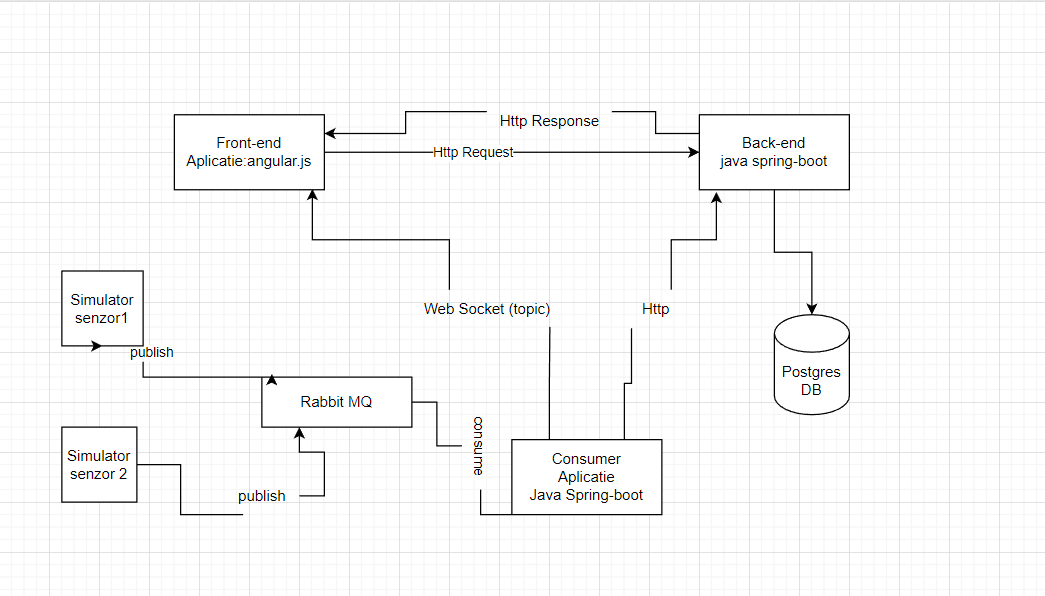 Http Response
Front-end
Aplicatie:angular.js
Http Request
Back-end
java spring-boot
Simulator
senzor1
Web Socket (topic)
Http
publish
Postgres
DB
Rabbit MQ
consume
Simulator
senzor 2
Consumer
Aplicatie
Java Spring-boot
publish